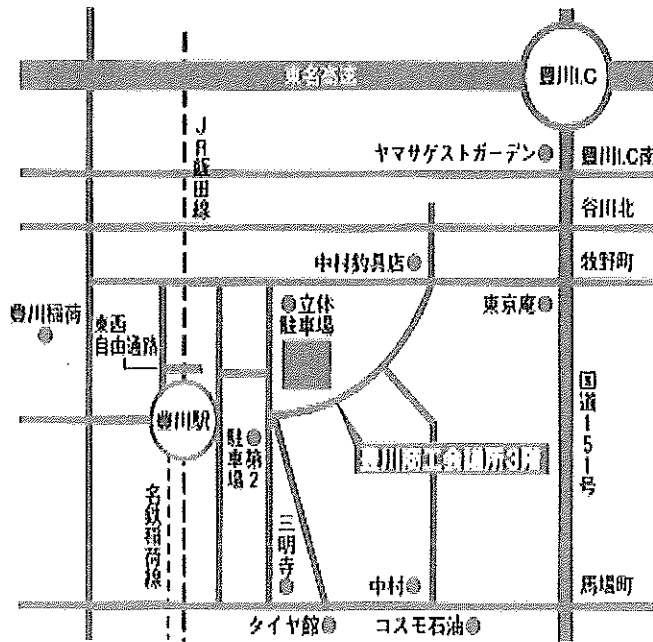 東名高速
豊川I.C
JR飯田線
ヤマサゲストガーデン
豊川I.C南
谷川北
中村釣具店
牧野町
豊川稲荷
東西
自由通路
立体
駐車場
東京庵
豊川駅
駐車場
第2
豊川商工会議所3階
国道151号
名鉄稲荷線
三明寺
中村
馬場町
タイヤ館
コスモ石油